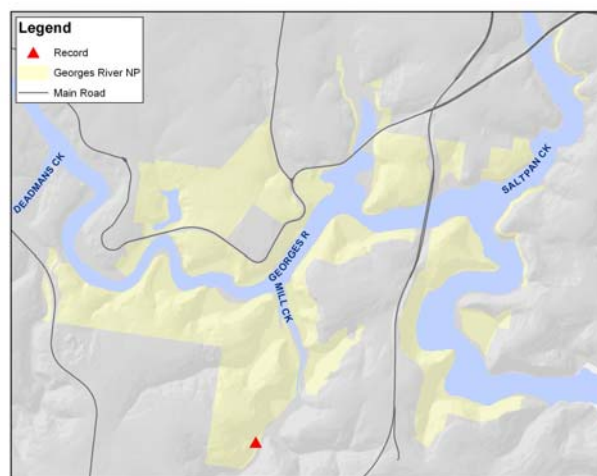 Legend
Record
Georges River NP
Main Road
DEADMANS CK
SALTPAN CK
GEORGES R
MILL CK